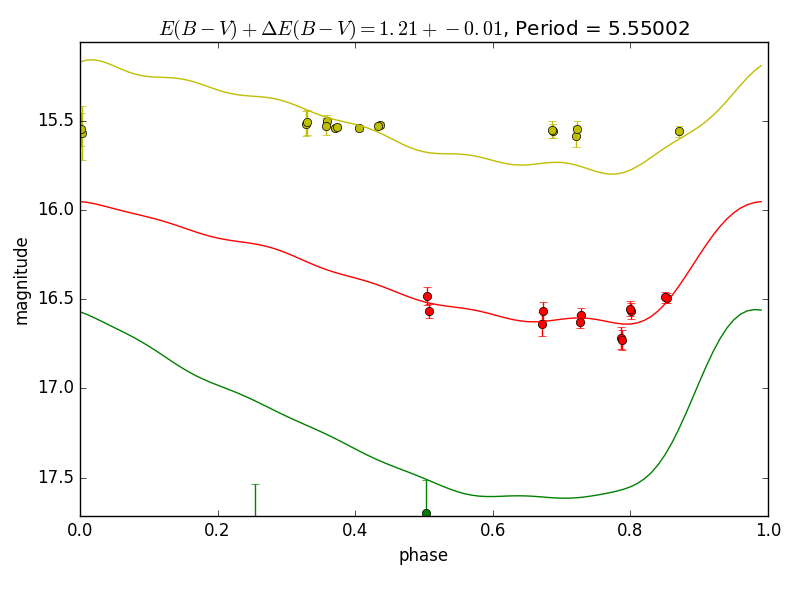 E(B − V) + ΔE(B − V) = 1.21 + −0.01, Period = 5.55002
15.5
16.0
16.5
17.0
17.5
magnitude
0.0 0.2 0.4 0.6 0.8 1.0
phase